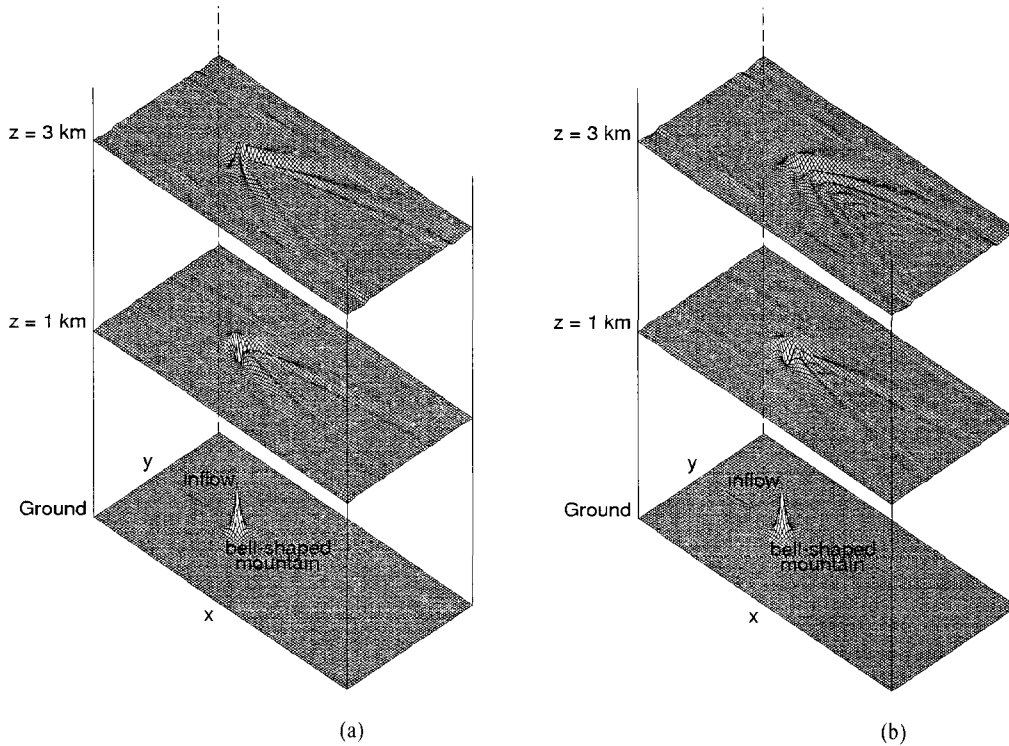 z = 3 km
z = 1 km
y
inflow
Ground
bell-shaped
mountain
x
(a)
z = 3 km
z = 1 km
y
inflow
Ground
bell-shaped
mountain
x
(b)